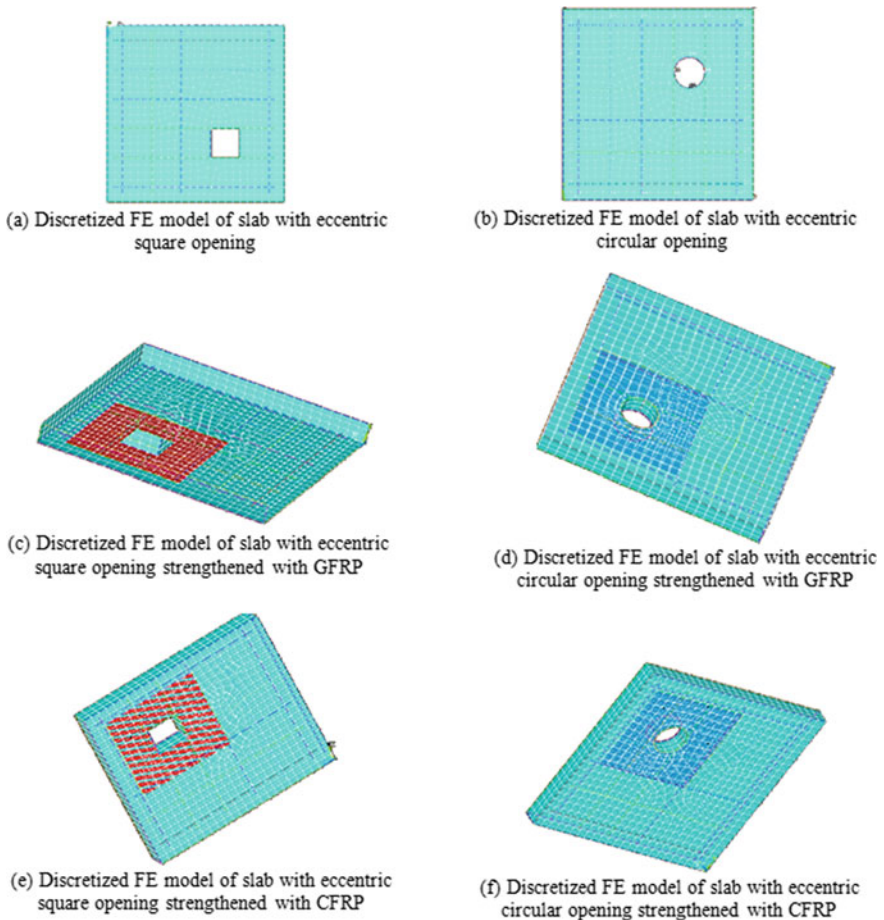 (a) Discretized FE model of slab with eccentric
square opening
(b) Discretized FE model of slab with eccentric
circular opening
(c) Discretized FE model of slab with eccentric
square opening strengthened with GFRP
(d) Discretized FE model of slab with eccentric
circular opening strengthened with GFRP
(e) Discretized FE model of slab with eccentric
square opening strengthened with CFRP
(f) Discretized FE model of slab with eccentric
circular opening strengthened with CFRP